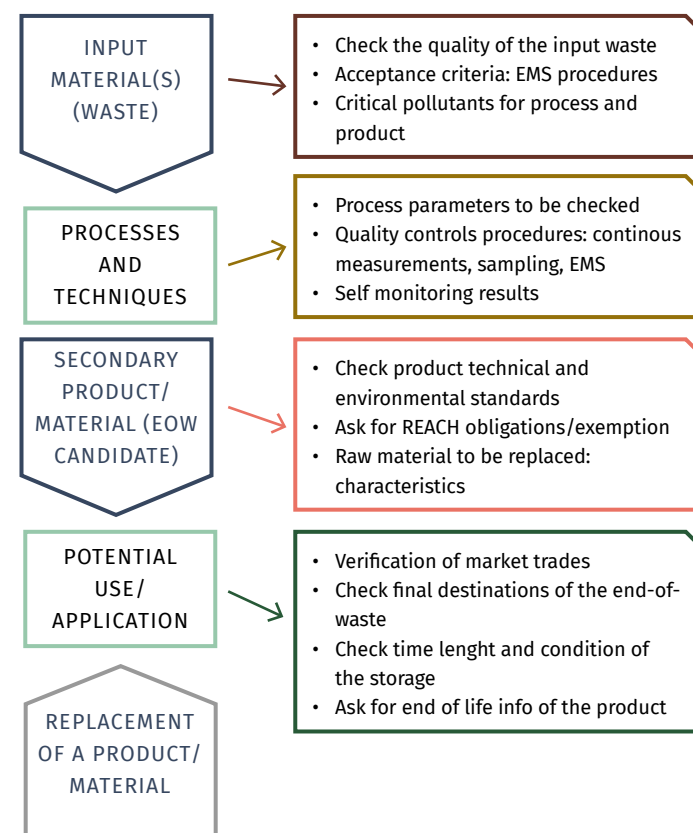 INPUT
MATERIAL(S)
(WASTE)
• Check the quality of the input waste
• Acceptance criteria: EMS procedures
• Critical pollutants for process and
product
PROCESSES
AND
TECHNIQUES
• Process parameters to be checked
• Quality controls procedures: continous
measurements, sampling, EMS
• Self monitoring results
SECONDARY
PRODUCT/
MATERIAL (EOW
CANDIDATE)
• Check product technical and
environmental standards
• Ask for REACH obligations/exemption
• Raw material to be replaced:
characteristics
POTENTIAL
USE/
APPLICATION
• Verification of market trades
• Check final destinations of the end-of-
waste
• Check time lenght and condition of
the storage
• Ask for end of life info of the product
REPLACEMENT
OF A PRODUCT/
MATERIAL